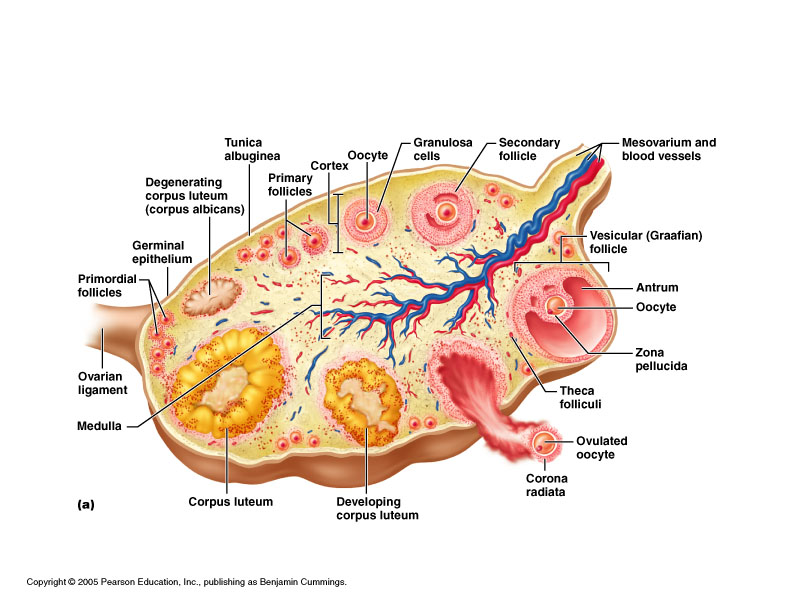 Tunica
albuginea
Cortex
Oocyte
Granulosa
cells
Secondary
follicle
Mesovarium and
blood vessels
Degenerating
corpus luteum
(corpus albicans)
Primary
follicles
Germinal
epithelium
Primordial
follicles
Vesicular (Graafian)
follicle
Antrum
Oocyte
Zona
pellucida
Ovarian
ligament
Theca
folliculi
Medulla
Ovulated
oocyte
Corona
radiata
Corpus luteum
Developing
corpus luteum
(a)
Copyright © 2005 Pearson Education, Inc., publishing as Benjamin Cummings.